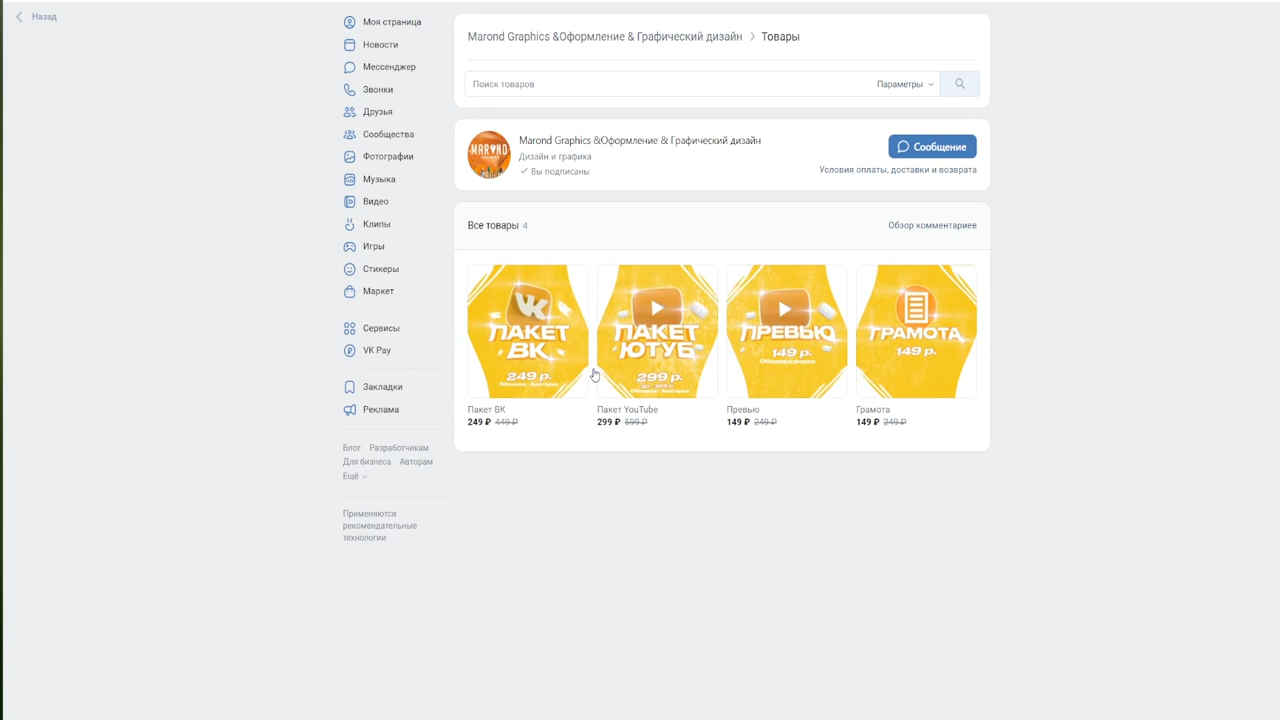 Назад
Моя страница
Новости
Мессенджер
Звонки
Друзья
Сообщества
Фотографии
Музыка
Видео
Клипы
Игры
Стикеры
Маркет
Сервисы
VK Pay
Закладки
Реклама
Блог Разработчикам
Для бизнеса Авторам
Ещё
Применяются
рекомендательные
технологии
Marond Graphics &Оформление & Графический дизайн > Товары
Поиск товаров Параметры
MAROND
Marond Graphics &Оформление & Графический дизайн
Дизайн и графика
Вы подписаны
Сообщение
Условия оплаты, доставки и возврата
Все товары 4
Обзор комментариев
ПАКЕТ
ВК
249 р.
Обложка · Аватарка
Пакет ВК
249 ₽ 449 ₽
ПАКЕТ
ЮТУБ
299 р.
Пакет YouTube
299 ₽ 599 ₽
ПРЕВЬЮ
149 р.
Превью
149 ₽ 249 ₽
ГРАМОТА
149 р.
Грамота
149 ₽ 249 ₽